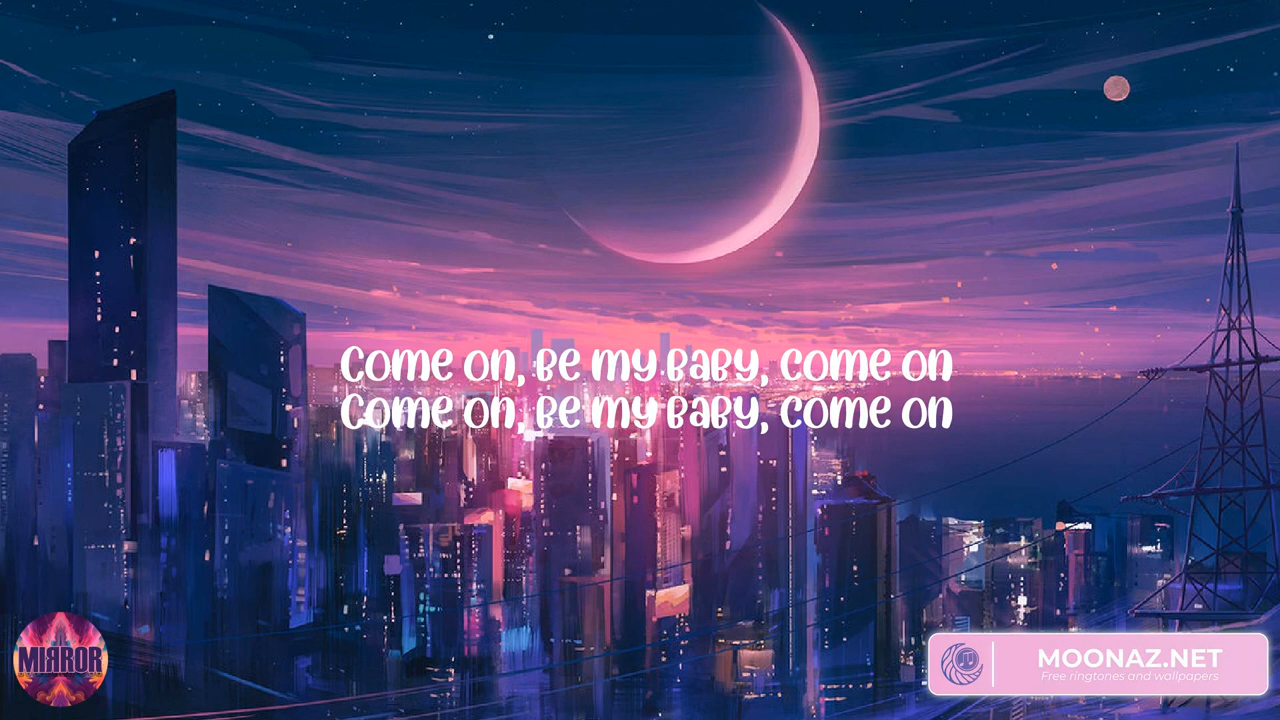 Come on, Be my Baby, come on
Come on, Be my Baby, come on
MIRROR
MOONAZ.NET
Free ringtones and wallpapers